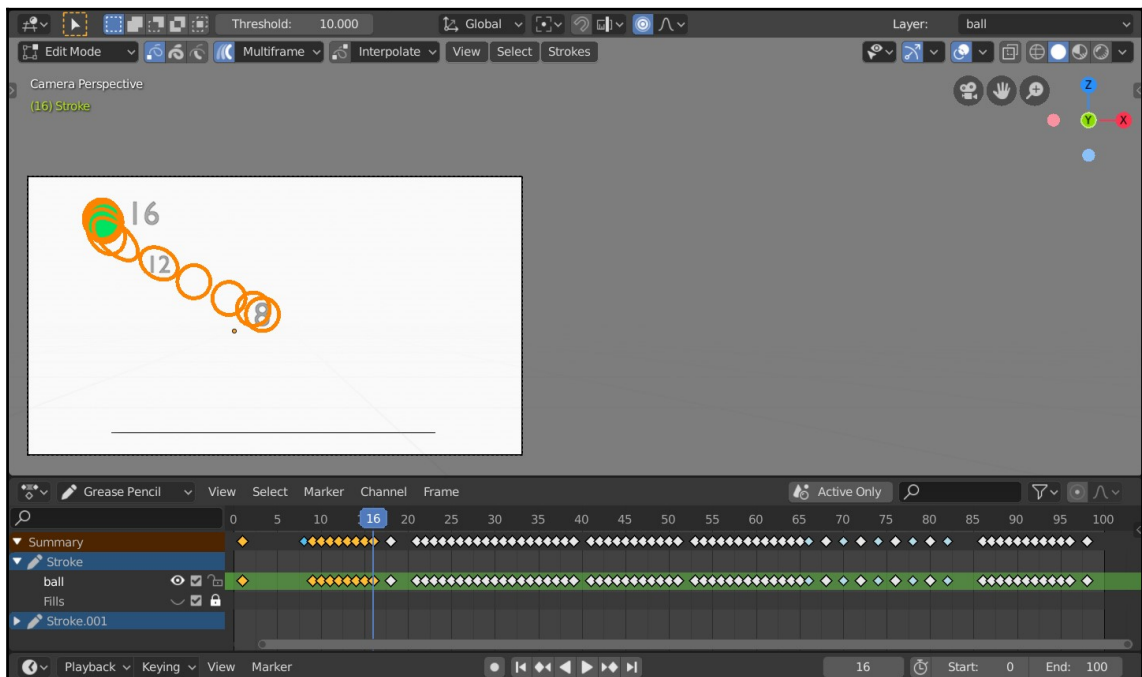 Threshold: 10.000 Global Layer: ball
Edit Mode Multiframe Interpolate View Select Strokes
Camera Perspective
(16) Stroke
Z
Y X
16
12
8
Grease Pencil View Select Marker Channel Frame Active Only
0 5 10 16 20 25 30 35 40 45 50 55 60 65 70 75 80 85 90 95 100
Summary
Stroke
ball
Fills
Stroke.001
Playback Keying View Marker 16 Start: 0 End: 100